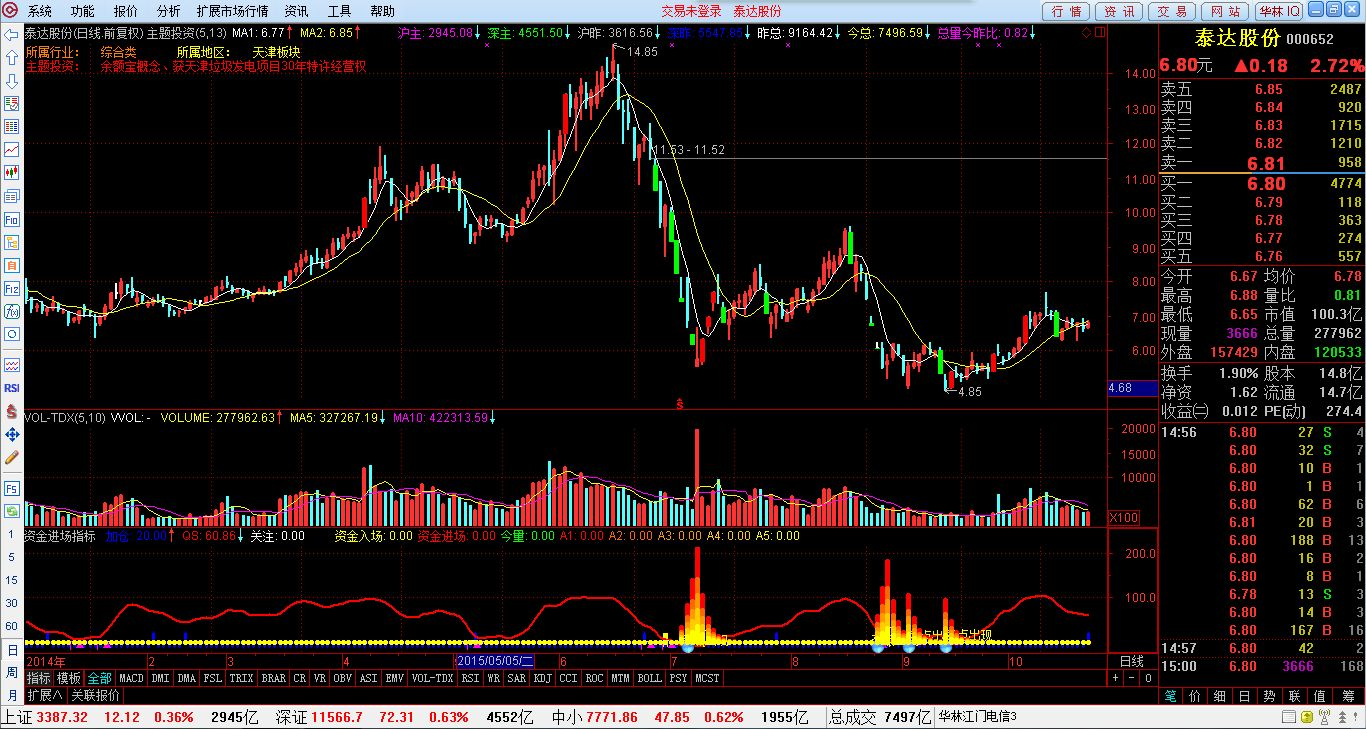 系统 功能 报价 分析 扩展市场行情 资讯 工具 帮助 交易未登录 泰达股份 行情 资讯 交易 网站 华林IQ
泰达股份(日线.前复权) 主题投资(5,13) MA1: 6.77↑ MA2: 6.85↑ 沪主: 2945.08↓ 深主: 4551.50↓ 沪昨: 3616.56↓ 深昨: 5547.85↓ 昨总: 9164.42↓ 今总: 7496.59↓ 总量今昨比: 0.82↓
所属行业: 综合类 所属地区: 天津板块
主题投资: 余额宝概念、获天津垃圾发电项目30年特许经营权
14.85
14.00
13.00
12.00
11.53 - 11.52
11.00
10.00
9.00
8.00
7.00
6.00
4.85
4.68
VOL-TDX(5,10) VVOL: - VOLUME: 277962.63↑ MA5: 327267.19↓ MA10: 422313.59↓
20000
15000
10000
X100
资金进场指标 加仓 20.00↑ QS: 60.86↓ 关注: 0.00 资金入场: 0.00 资金进场: 0.00 今量: 0.00 A1: 0.00 A2: 0.00 A3: 0.00 A4: 0.00 A5: 0.00
200.0
100.0
2014年 2 3 4 2015/05/05/二 6 7 8 9 10 日线
指标 模板 全部 MACD DMI DMA FSL TRIX BRAR CR VR OBV ASI EMV VOL-TDX RSI WR SAR KDJ CCI ROC MTM BOLL PSY MCST + - 0
扩展∧ 关联报价
F10
F12
RSI
F5
1
5
15
30
60
日
周
月
泰达股份 000652
6.80元 ▲0.18 2.72%
卖五 6.85 2487
卖四 6.84 920
卖三 6.83 1715
卖二 6.82 1210
卖一 6.81 958
买一 6.80 4774
买二 6.79 118
买三 6.78 363
买四 6.77 274
买五 6.76 557
今开 6.67 均价 6.78
最高 6.88 量比 0.81
最低 6.65 市值 100.3亿
现量 3666 总量 277962
外盘 157429 内盘 120533
换手 1.90% 股本 14.8亿
净资 1.62 流通 14.7亿
收益㈡ 0.012 PE(动) 274.4
14:56 6.80 27 S 4
6.80 32 S 7
6.80 10 B 1
6.80 1 B 1
6.80 62 B 6
6.81 20 B 3
6.80 188 B 13
6.80 16 B 2
6.80 8 B 1
6.78 13 S 3
6.80 14 B 3
6.80 167 B 16
14:57 6.80 42 2
15:00 6.80 3666 168
笔 价 细 日 势 联 值 筹
上证 3387.32 12.12 0.36% 2945亿 深证 11566.7 72.31 0.63% 4552亿 中小 7771.86 47.85 0.62% 1955亿 总成交 7497亿 华林江门电信3